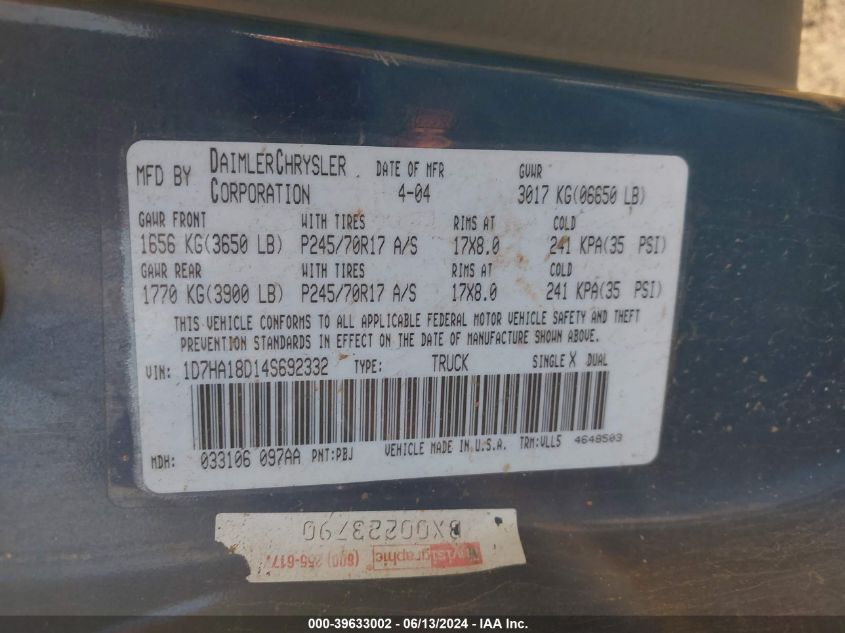 MFD BY DAIMLERCHRYSLER CORPORATION DATE OF MFR 4-04 GVWR 3017 KG(06650 LB)
GAWR FRONT WITH TIRES RIMS AT COLD
1656 KG(3650 LB) P245/70R17 A/S 17X8.0 241 KPA(35 PSI)
GAWR REAR WITH TIRES RIMS AT COLD
1770 KG(3900 LB) P245/70R17 A/S 17X8.0 241 KPA(35 PSI)
THIS VEHICLE CONFORMS TO ALL APPLICABLE FEDERAL MOTOR VEHICLE SAFETY AND THEFT
PREVENTION STANDARDS IN EFFECT ON THE DATE OF MANUFACTURE SHOWN ABOVE.
VIN: 1D7HA18D14S692332 TYPE: TRUCK SINGLE X DUAL
MDH: 033106 097AA PNT:PBJ VEHICLE MADE IN U.S.A. TRM:VLL5 4648503
BX00223790
(800) 255-617
000-39633002 - 06/13/2024 - IAA Inc.